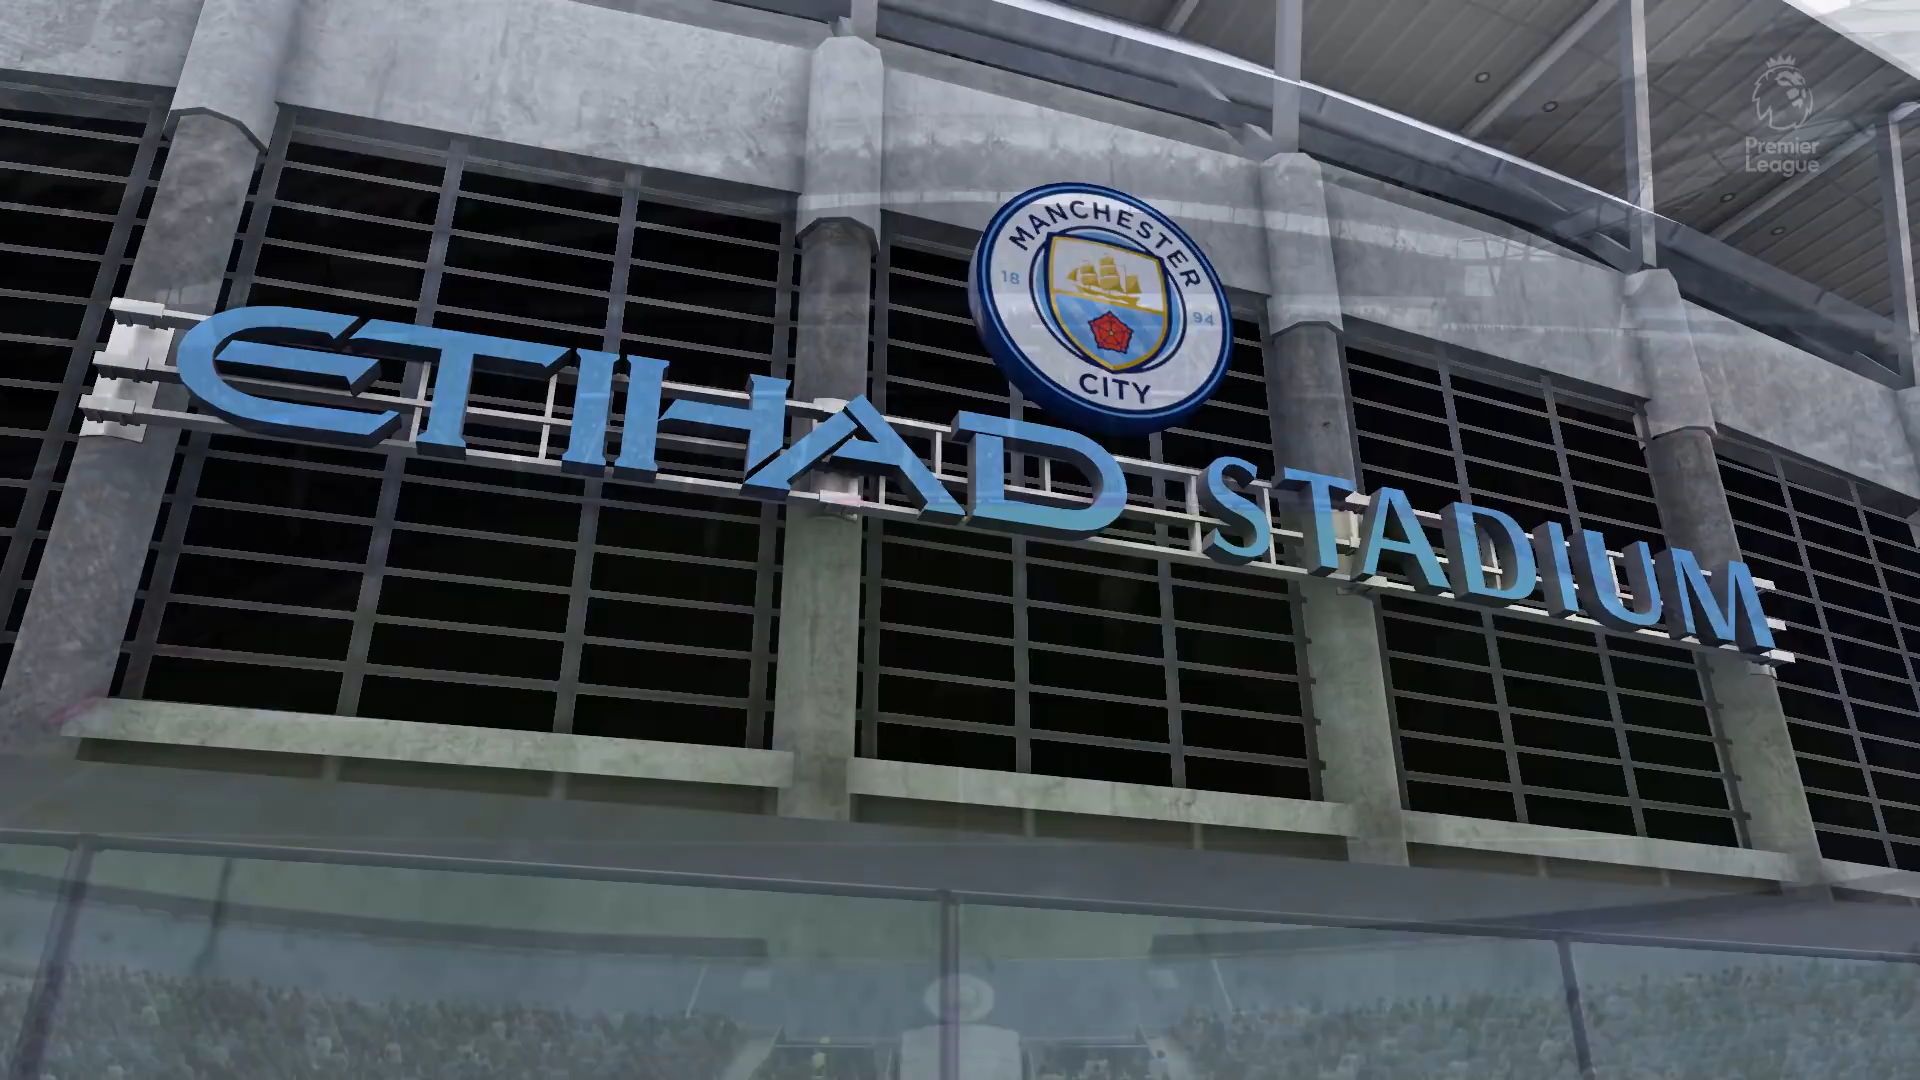 Premier
League
MANCHESTER
18 94
CITY
ETIHAD STADIUM